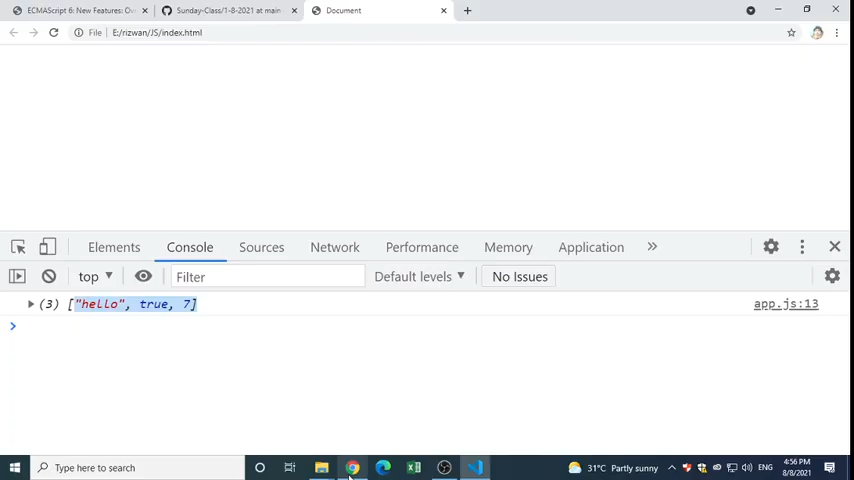 ECMAScript 6: New Features: Ov
Sunday-Class/1-8-2021 at main
Document
File
E:/rizwan/JS/index.html
Elements
Console
Sources
Network
Performance
Memory
Application
top
Filter
Default levels
No Issues
(3) ["hello", true, 7]
app.js:13
Type here to search
31°C Partly sunny
ENG
4:56 PM
8/8/2021